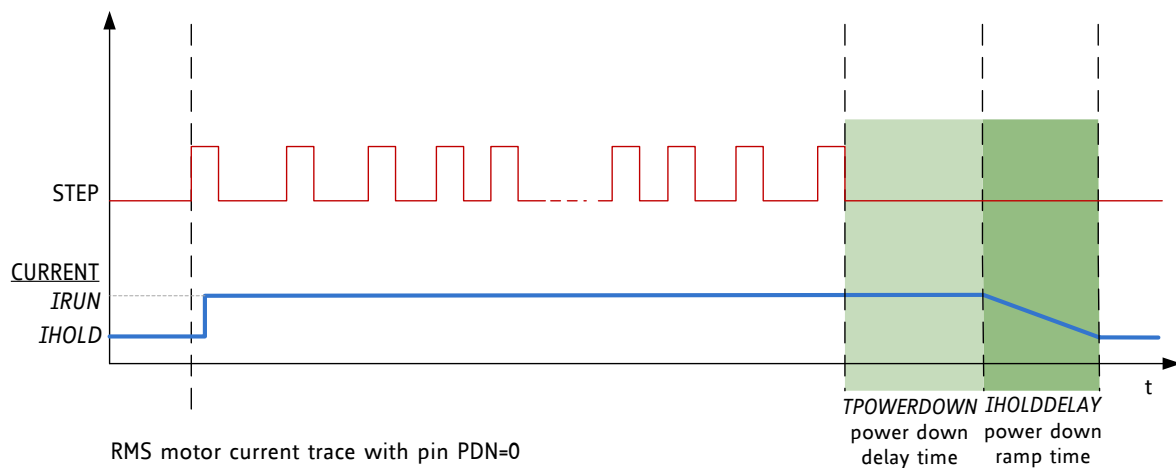 STEP
CURRENT
IRUN
IHOLD
t
TPOWERDOWN
power down
delay time
IHOLDDELAY
power down
ramp time
RMS motor current trace with pin PDN=0